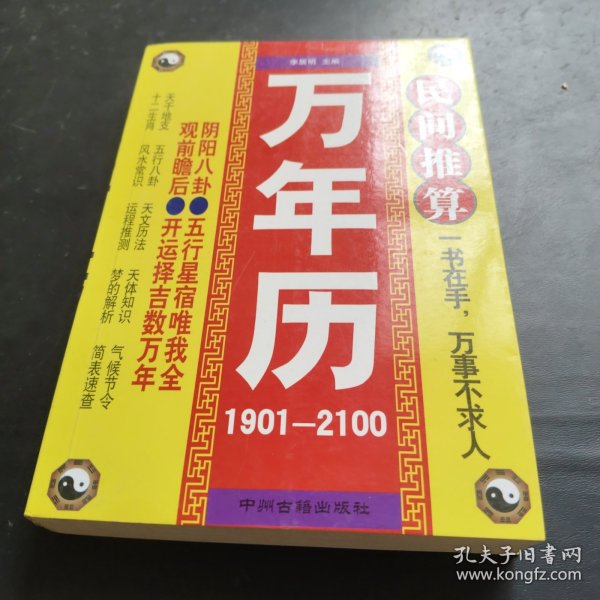 李居明 主编
民间推算
万年历
1901—2100
一书在手，万事不求人
阴阳八卦●五行星宿唯我全
观前瞻后●开运择吉数万年
天干地支 五行八卦 天文历法 天体知识 气候节令
十二生肖 风水常识 运程推测 梦的解析 简表速查
中州古籍出版社
孔夫子旧书网
www.kongfz.com